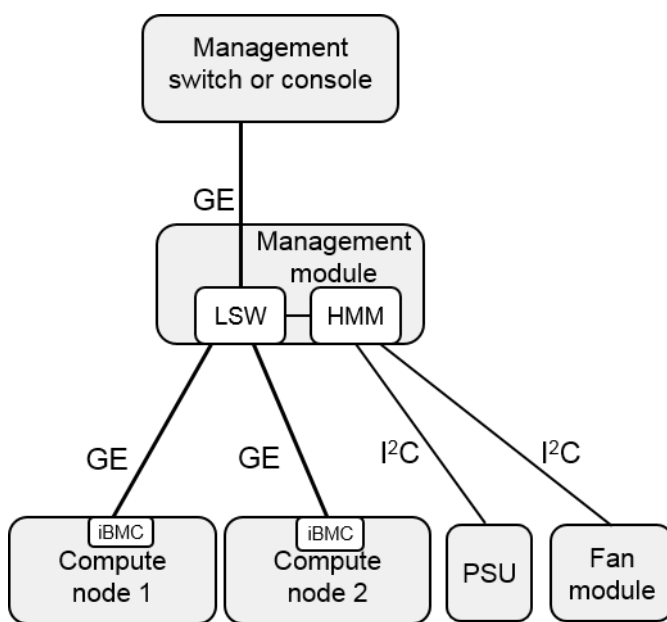 Management
switch or console
GE
Management
module
LSW
HMM
GE
GE
I²C
I²C
iBMC
Compute
node 1
iBMC
Compute
node 2
PSU
Fan
module